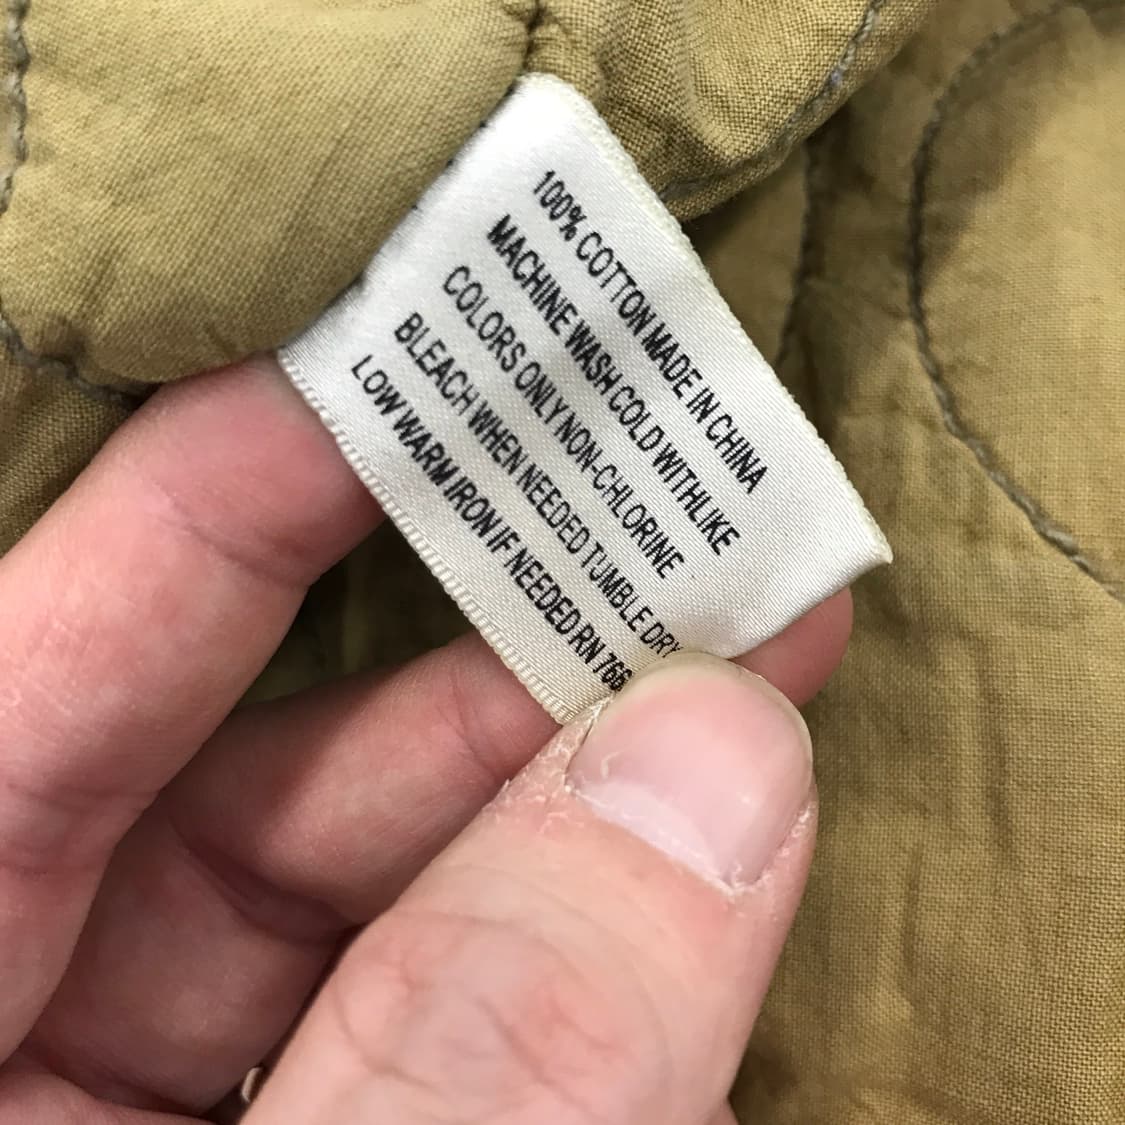 100% COTTON MADE IN CHINA
MACHINE WASH COLD WITH LIKE
COLORS ONLY NON-CHLORINE
BLEACH WHEN NEEDED TUMBLE DRY
LOW WARM IRON IF NEEDED RN 766